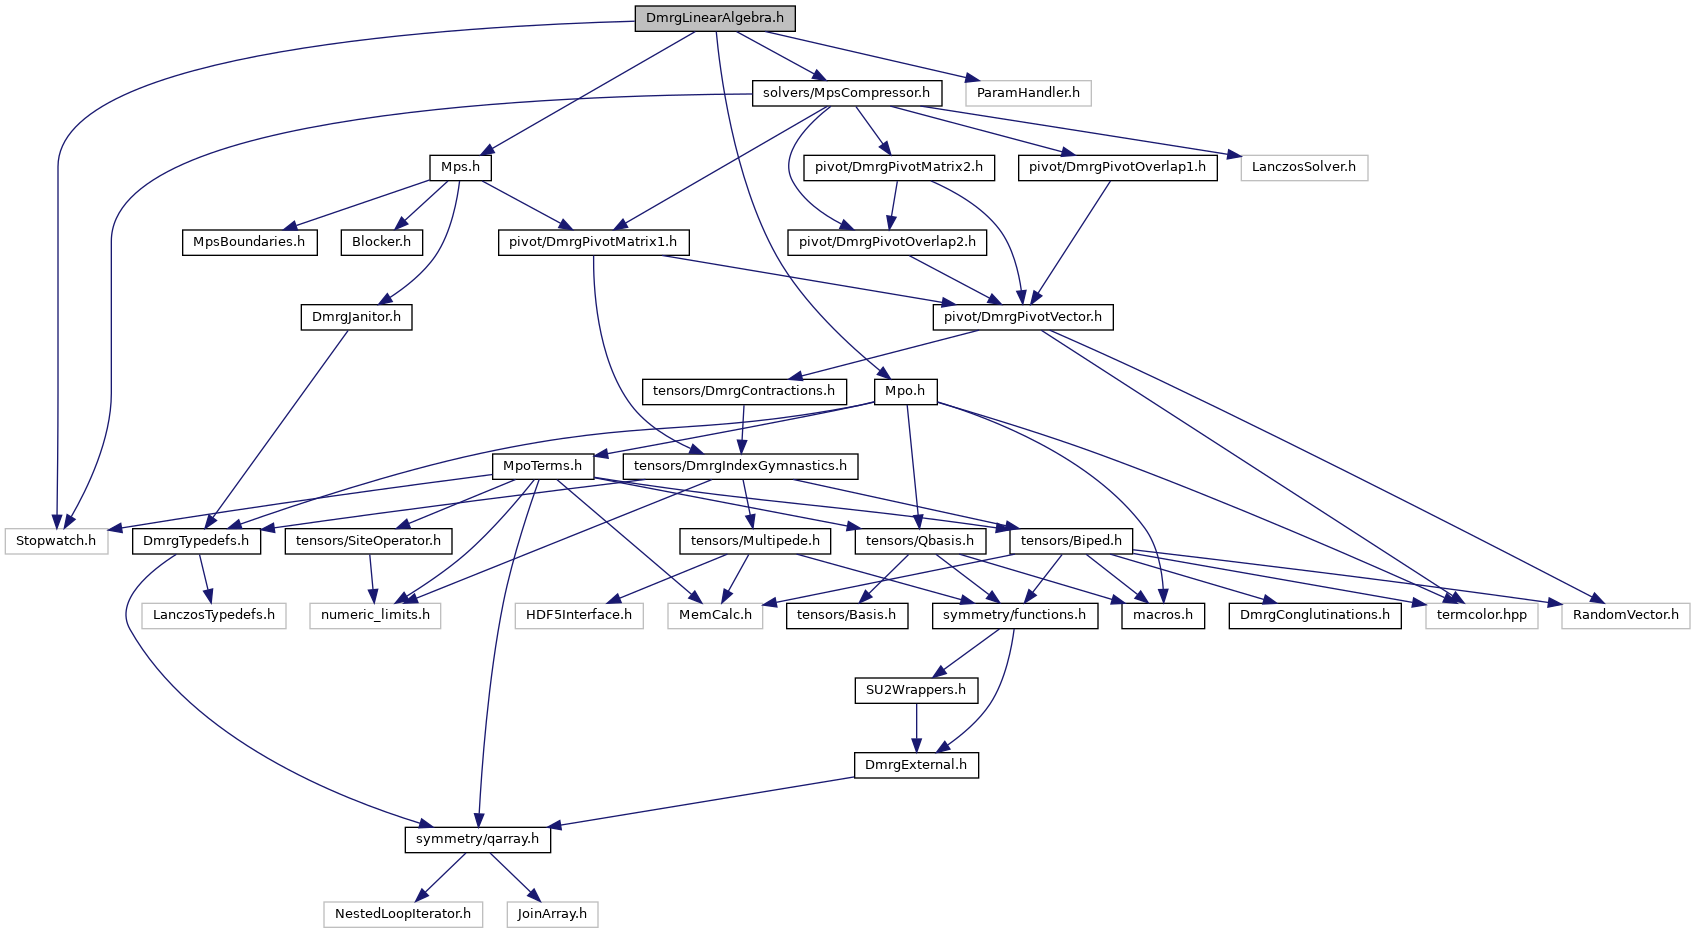 DmrgLinearAlgebra.h
solvers/MpsCompressor.h
ParamHandler.h
Mps.h
pivot/DmrgPivotMatrix2.h
pivot/DmrgPivotOverlap1.h
LanczosSolver.h
MpsBoundaries.h
Blocker.h
pivot/DmrgPivotMatrix1.h
pivot/DmrgPivotOverlap2.h
DmrgJanitor.h
pivot/DmrgPivotVector.h
tensors/DmrgContractions.h
Mpo.h
MpoTerms.h
tensors/DmrgIndexGymnastics.h
Stopwatch.h
DmrgTypedefs.h
tensors/SiteOperator.h
tensors/Multipede.h
tensors/Qbasis.h
tensors/Biped.h
LanczosTypedefs.h
numeric_limits.h
HDF5Interface.h
MemCalc.h
tensors/Basis.h
symmetry/functions.h
macros.h
DmrgConglutinations.h
termcolor.hpp
RandomVector.h
SU2Wrappers.h
DmrgExternal.h
symmetry/qarray.h
NestedLoopIterator.h
JoinArray.h